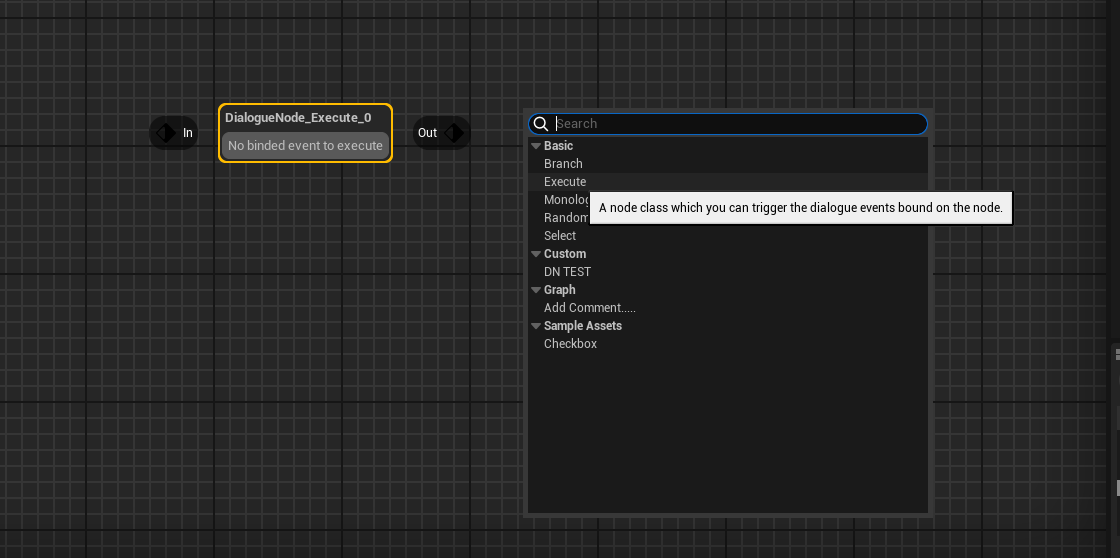 DialogueNode_Execute_0
In
No binded event to execute
Out
Search
Basic
Branch
Execute
A node class which you can trigger the dialogue events bound on the node.
Random
Select
Custom
DN TEST
Graph
Add Comment.....
Sample Assets
Checkbox